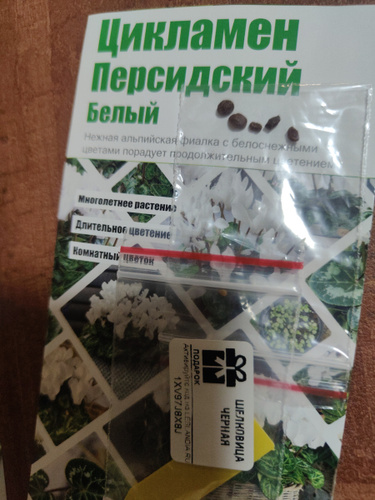 Цикламен
Персидский
Белый
Нежная альпийская фиалка с белоснежными
цветами порадует продолжительным цветением
Многолетнее растение
Длительное цветение
Комнатный цветок
ПОДАРОК
ШЕЛКОВИЦА
ЧЕРНАЯ